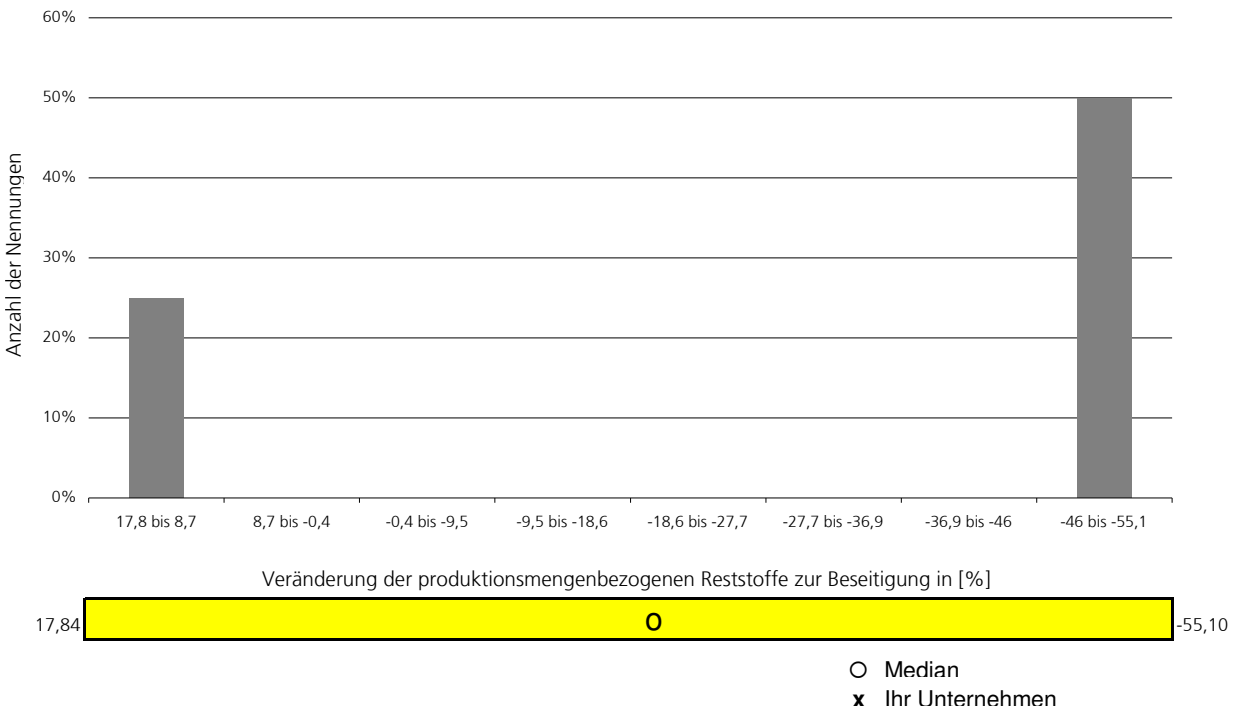 60%
50%
40%
30%
20%
10%
0%
Anzahl der Nennungen
17,8 bis 8,7 8,7 bis -0,4 -0,4 bis -9,5 -9,5 bis -18,6 -18,6 bis -27,7 -27,7 bis -36,9 -36,9 bis -46 -46 bis -55,1
Veränderung der produktionsmengenbezogenen Reststoffe zur Beseitigung in [%]
17,84 O -55,10
O Median
x Ihr Unternehmen